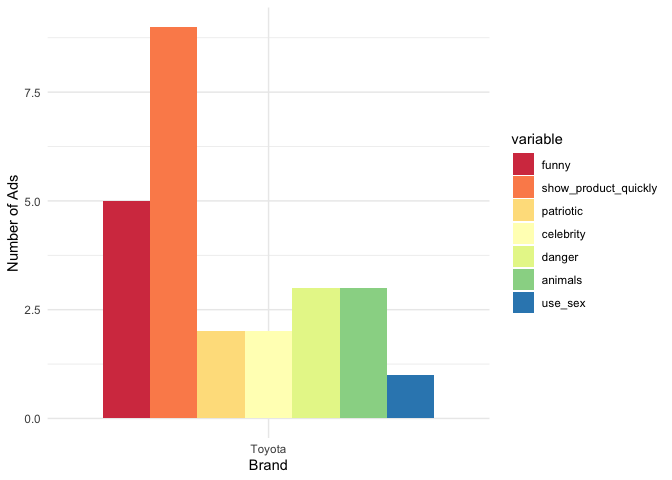 7.5
5.0
2.5
0.0
Number of Ads
Toyota
Brand
variable
funny
show_product_quickly
patriotic
celebrity
danger
animals
use_sex